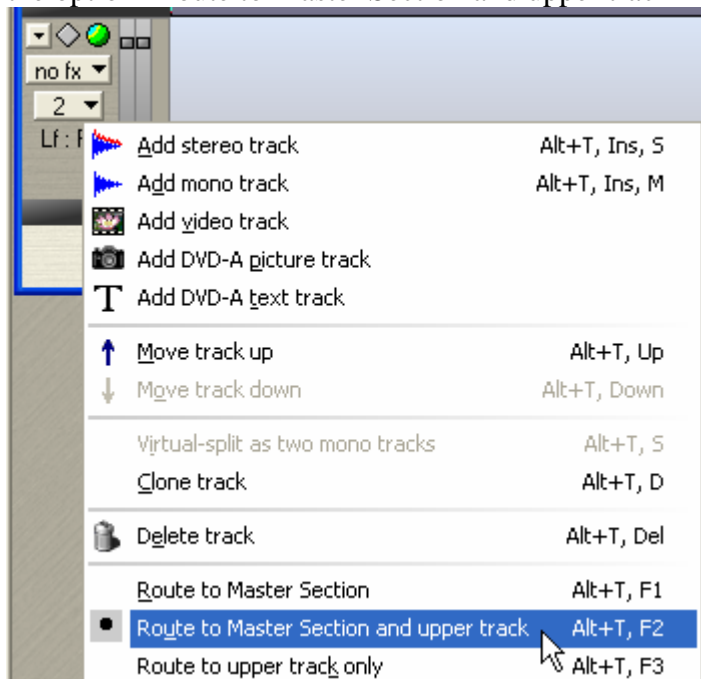 no fx
2
Lf : 
Add stereo track Alt+T, Ins, S
Add mono track Alt+T, Ins, M
Add video track
Add DVD-A picture track
T Add DVD-A text track
Move track up Alt+T, Up
Move track down Alt+T, Down
Virtual-split as two mono tracks Alt+T, S
Clone track Alt+T, D
Delete track Alt+T, Del
Route to Master Section Alt+T, F1
Route to Master Section and upper track Alt+T, F2
Route to upper track only Alt+T, F3